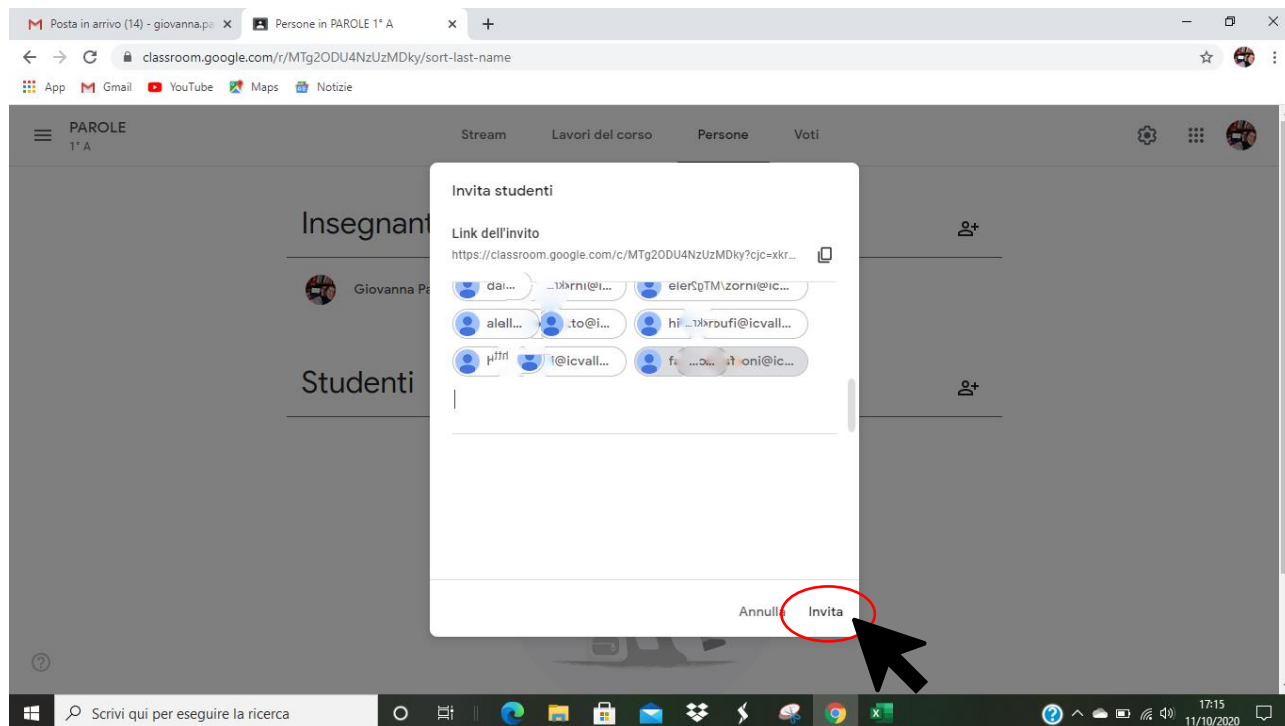 Posta in arrivo (14) - giovanna.pa
Persone in PAROLE 1° A
classroom.google.com/r/MTg2ODU4NzUzMDky/sort-last-name
App Gmail YouTube Maps Notizie
PAROLE
1° A
Stream Lavori del corso Persone Voti
Invita studenti
Insegnant
Link dell'invito
https://classroom.google.com/c/MTg2ODU4NzUzMDky?cjc=xkr...
Giovanna Pa
Studenti
Annulla Invita
Scrivi qui per eseguire la ricerca
17:15
11/10/2020